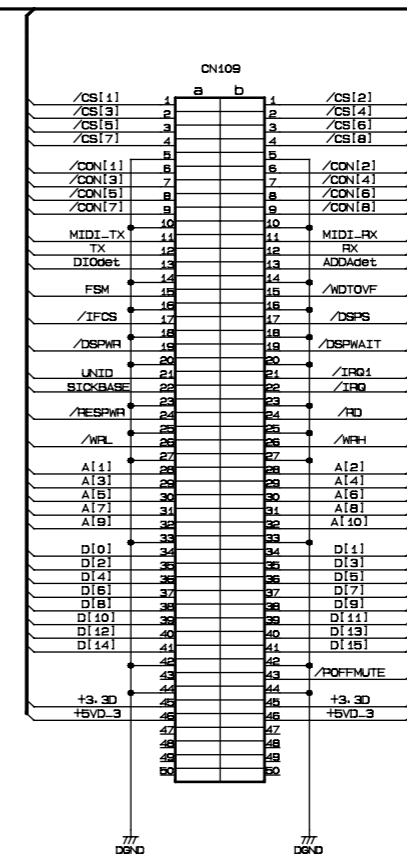 CN109
a b
/CS[1] 1 1 /CS[2]
/CS[3] 2 2 /CS[4]
/CS[5] 3 3 /CS[6]
/CS[7] 4 4 /CS[8]
5 5
/CON[1] 6 6 /CON[2]
/CON[3] 7 7 /CON[4]
/CON[5] 8 8 /CON[6]
/CON[7] 9 9 /CON[8]
10 10
MIDI_TX 11 11 MIDI_RX
TX 12 12 RX
DIOdet 13 13 ADDAdet
14 14
FSM 15 15 /WDTOVF
16 16
/IFCS 17 17 /DSPS
18 18
/DSPWR 19 19 /DSPWAIT
20 20
UNID 21 21 /IRQ1
SICKBASE 22 22 /IRQ
23 23
/RESPWR 24 24 /RD
25 25
/WRL 26 26 /WRH
27 27
A[1] 28 28 A[2]
A[3] 29 29 A[4]
A[5] 30 30 A[6]
A[7] 31 31 A[8]
A[9] 32 32 A[10]
33 33
D[0] 34 34 D[1]
D[2] 35 35 D[3]
D[4] 36 36 D[5]
D[6] 37 37 D[7]
D[8] 38 38 D[9]
D[10] 39 39 D[11]
D[12] 40 40 D[13]
D[14] 41 41 D[15]
42 42
43 43 /POFFMUTE
44 44
+3.3D 45 45 +3.3D
+5VD_3 46 46 +5VD_3
47 47
48 48
49 49
50 50
DGND DGND